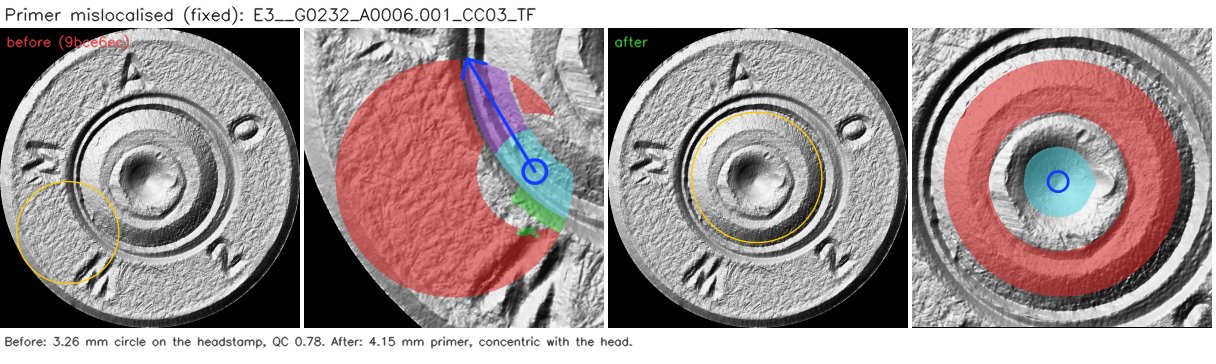 Primer mislocalised (fixed): E3__G0232_A0006.001_CC03_TF
before (9bce6ec)
after
A
O
M
N
M
A
O
M
N
M
Before: 3.26 mm circle on the headstamp, QC 0.78. After: 4.15 mm primer, concentric with the head.